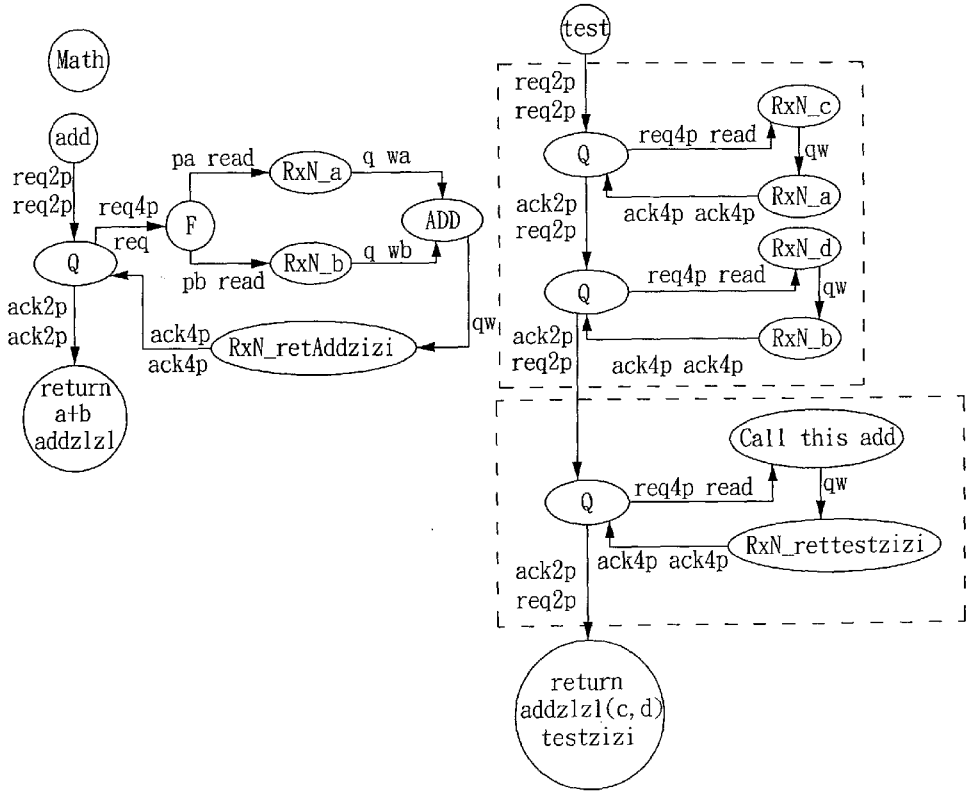 Math
add
req2p
req2p
Q
ack2p
ack2p
return
a+b
addzlzl
req4p
req
F
pa read
RxN_a
q wa
ADD
pb read
RxN_b
q wb
qw
RxN_retAddzizi
ack4p
ack4p
test
req2p
req2p
Q
req4p read
RxN_c
qw
RxN_a
ack4p ack4p
ack2p
req2p
Q
req4p read
RxN_d
qw
RxN_b
ack4p ack4p
ack2p
req2p
Q
req4p read
Call this add
qw
RxN_rettestzizi
ack4p ack4p
ack2p
req2p
return
addzlzl(c,d)
testzizi